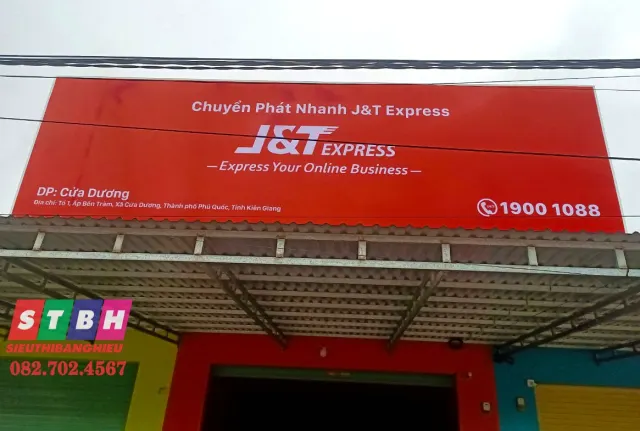 Chuyển Phát Nhanh J&T Express
J&T EXPRESS
—Express Your Online Business—
DP: Cửa Dương
Địa chỉ: Tổ 1, Ấp Bến Tràm, Xã Cửa Dương, Thành phố Phú Quốc, Tỉnh Kiên Giang
1900 1088
STBH
SIEUTHIBANGHIEU
082.702.4567